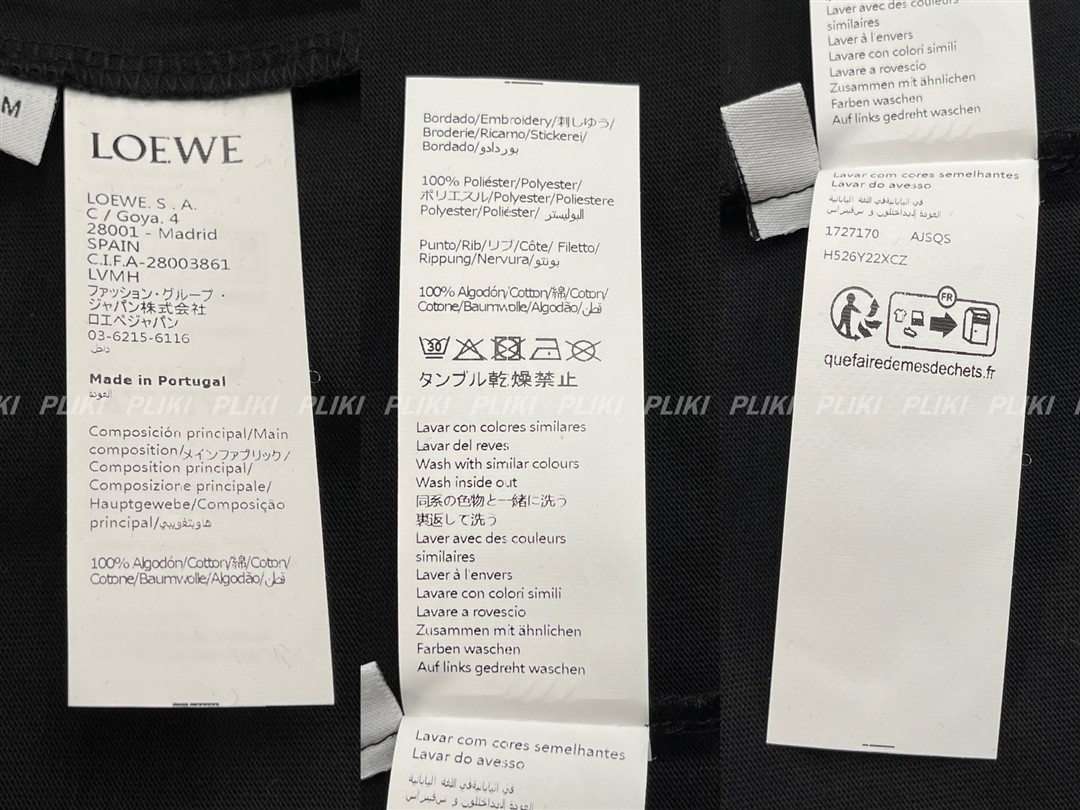 M
LOEWE
LOEWE. S . A.
C / Goya. 4
28001 - Madrid
SPAIN
C.I.F.A-28003861
LVMH
ファッション・グループ・
ジャパン株式会社
ロエベジャパン
03-6215-6116
داخل
Made in Portugal
العودة
Composición principal/Main
composition/メインファブリック/
Composition principal/
Composizione principale/
Hauptgewebe/Composição
principal/
100% Algodón/Cotton/綿/Coton/
Cotone/Baumwolle/Algodão/قطن
Bordado/Embroidery/刺しゆう/
Broderie/Ricamo/Stickerei/
Bordado/بوردادو
100% Poliéster/Polyester/
ポリエスル/Polyester/Poliestere
Polyester/Poliéster/ البوليستر
Punto/Rib/リブ/Côte/ Filetto/
Rippung/Nervura/بونتو
100% Algodón/Cotton/綿/Coton/
Cotone/Baumwolle/Algodão/قطن
30
タンブル乾燥禁止
Lavar con colores similares
Lavar del reves
Wash with similar colours
Wash inside out
同系の色物と一緒に洗う
裏返して洗う
Laver avec des couleurs
similaires
Laver à l'envers
Lavare con colori simili
Lavare a rovescio
Zusammen mit ähnlichen
Farben waschen
Auf links gedreht waschen
Lavar com cores semelhantes
Lavar do avesso
Laver avec des couleurs
similaires
Laver à l'envers
Lavare con colori simili
Lavare a rovescio
Zusammen mit ähnlichen
Farben waschen
Auf links gedreht waschen
Lavar com cores semelhantes
Lavar do avesso
1727170 AJSQS
H526Y22XCZ
FR
quefairedemesdechets.fr
PLIKI PLIKI PLIKI PLIKI PLIKI PLIKI PLIKI PLIKI PLIKI PLIKI PLIKI PLIKI